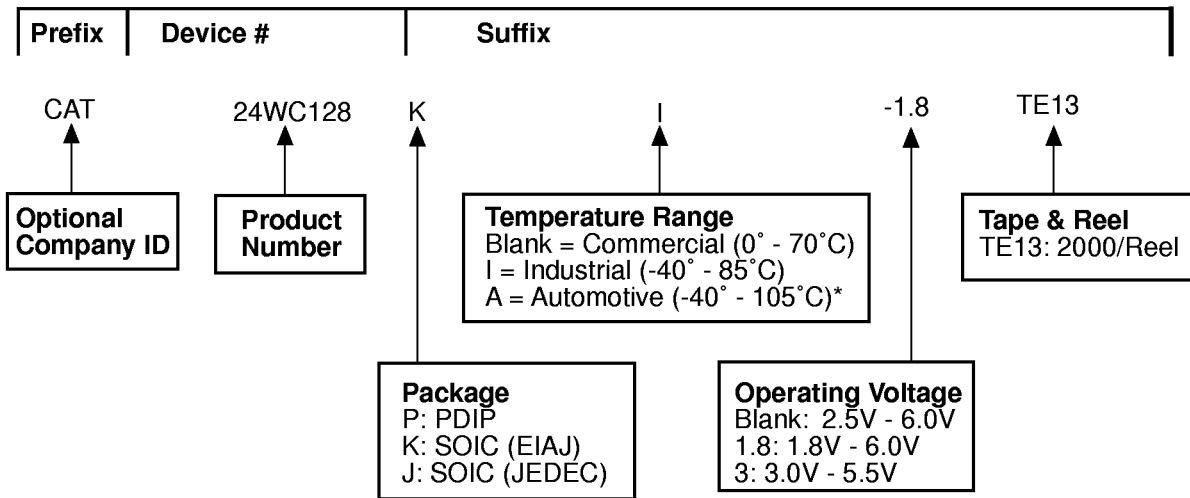 Prefix Device # Suffix
CAT 24WC128 K I -1.8 TE13
Optional
Company ID
Product
Number
Temperature Range
Blank = Commercial (0˚ - 70˚C)
I = Industrial (-40˚ - 85˚C)
A = Automotive (-40˚ - 105˚C)*
Tape & Reel
TE13: 2000/Reel
Package
P: PDIP
K: SOIC (EIAJ)
J: SOIC (JEDEC)
Operating Voltage
Blank: 2.5V - 6.0V
1.8: 1.8V - 6.0V
3: 3.0V - 5.5V